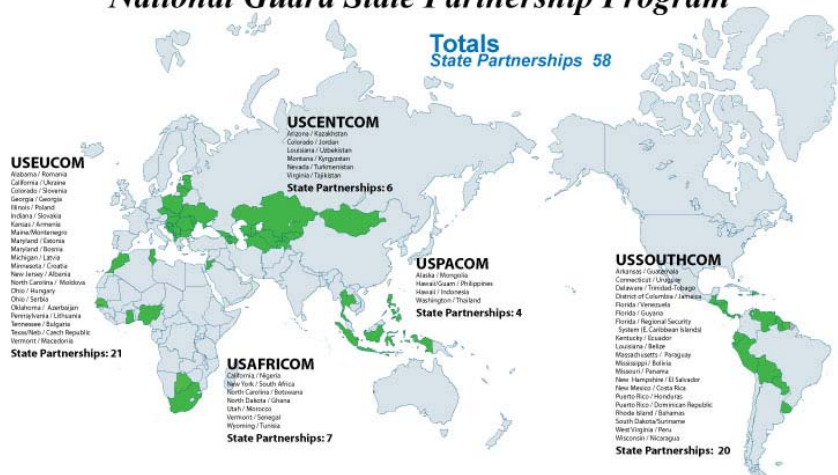 National Guard State Partnership Program
Totals
State Partnerships 58
USCENTCOM
Arizona / Kazakhstan
Colorado / Jordan
Louisiana / Uzbekistan
Montana / Kyrgyzstan
Nevada / Turkmenistan
Virginia / Tajikistan
State Partnerships: 6
USEUCOM
Alabama / Romania
California / Ukraine
Colorado / Slovenia
Georgia / Georgia
Illinois / Poland
Indiana / Slovakia
Kansas / Armenia
Maine/Montenegro
Maryland / Estonia
Maryland / Bosnia
Michigan / Latvia
Minnesota / Croatia
New Jersey / Albania
North Carolina / Moldova
Ohio / Hungary
Ohio / Serbia
Oklahoma / Azerbaijan
Pennsylvania / Lithuania
Tennessee / Bulgaria
Texas/Neb / Czech Republic
Vermont / Macedonia
State Partnerships: 21
USPACOM
Alaska / Mongolia
Hawaii/Guam / Philippines
Hawaii / Indonesia
Washington / Thailand
State Partnerships: 4
USAFRICOM
California / Nigeria
New York / South Africa
North Carolina / Botswana
North Dakota / Ghana
Utah / Morocco
Vermont / Senegal
Wyoming / Tunisia
State Partnerships: 7
USSOUTHCOM
Arkansas / Guatemala
Connecticut / Uruguay
Delaware / Trinidad-Tobago
District of Columbia / Jamaica
Florida / Venezuela
Florida / Guyana
Florida / Regional Security
System (E. Caribbean Islands)
Kentucky / Ecuador
Louisiana / Belize
Massachusetts / Paraguay
Mississippi / Bolivia
Missouri / Panama
New Hampshire / El Salvador
New Mexico / Costa Rica
Puerto Rico / Honduras
Puerto Rico / Dominican Republic
Rhode Island / Bahamas
South Dakota/Suriname
West Virginia / Peru
Wisconsin / Nicaragua
State Partnerships: 20